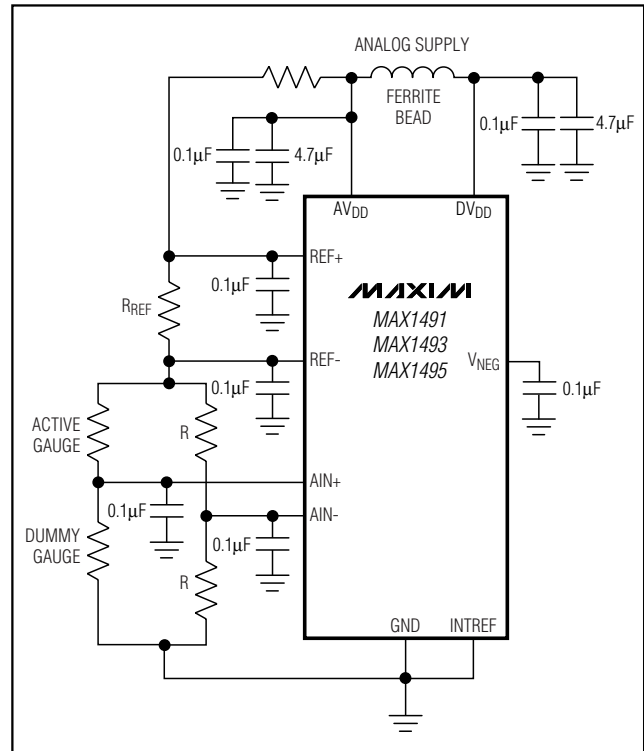 ANALOG SUPPLY
FERRITE
BEAD
0.1µF
4.7µF
0.1µF
4.7µF
AVDD
DVDD
REF+
0.1µF
RREF
MAXIM
MAX1491
MAX1493
MAX1495
REF-
VNEG
0.1µF
0.1µF
ACTIVE
GAUGE
R
AIN+
0.1µF
AIN-
DUMMY
GAUGE
0.1µF
R
GND
INTREF